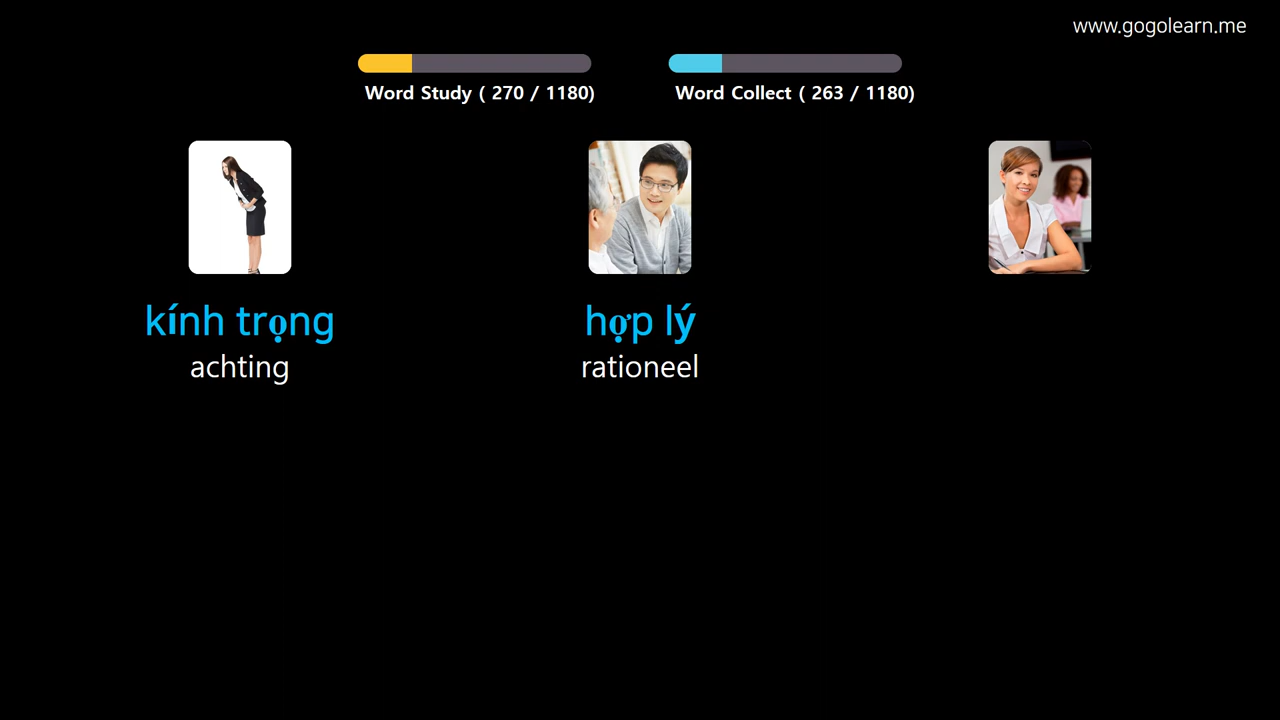 www.gogolearn.me
Word Study ( 270 / 1180)
Word Collect ( 263 / 1180)
kính trọng
achting
hợp lý
rationeel